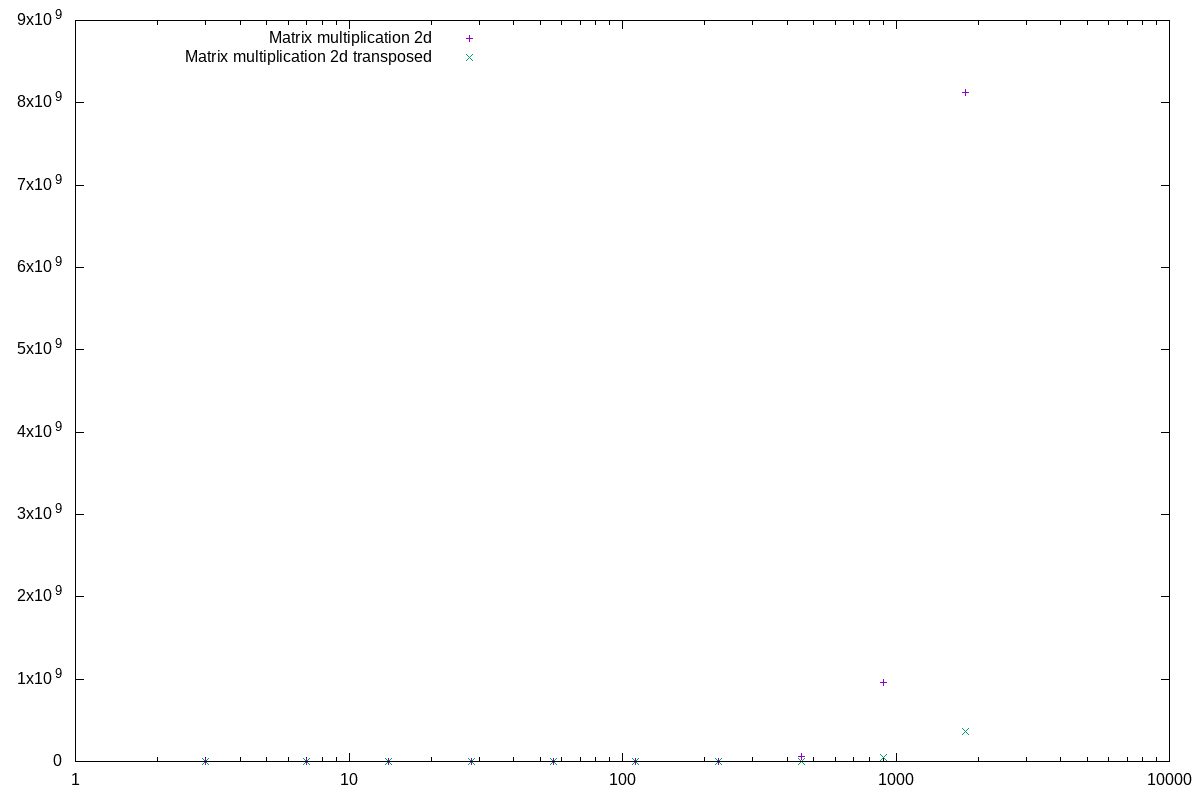 9x10^9
Matrix multiplication 2d
Matrix multiplication 2d transposed
8x10^9
7x10^9
6x10^9
5x10^9
4x10^9
3x10^9
2x10^9
1x10^9
0
1 10 100 1000 10000